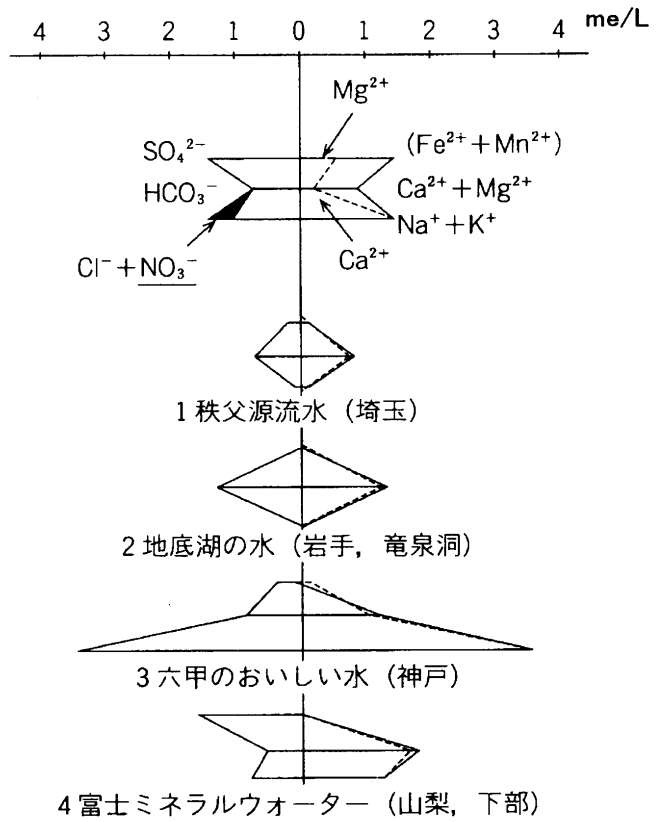 4 3 2 1 0 1 2 3 4 me/L
Mg²⁺
SO₄²⁻ (Fe²⁺+Mn²⁺)
HCO₃⁻ Ca²⁺+Mg²⁺
Na⁺+K⁺
Cl⁻+NO₃⁻ Ca²⁺
1 秩父源流水 (埼玉)
2 地底湖の水 (岩手, 竜泉洞)
3 六甲のおいしい水 (神戸)
4 富士ミネラルウォーター (山梨, 下部)